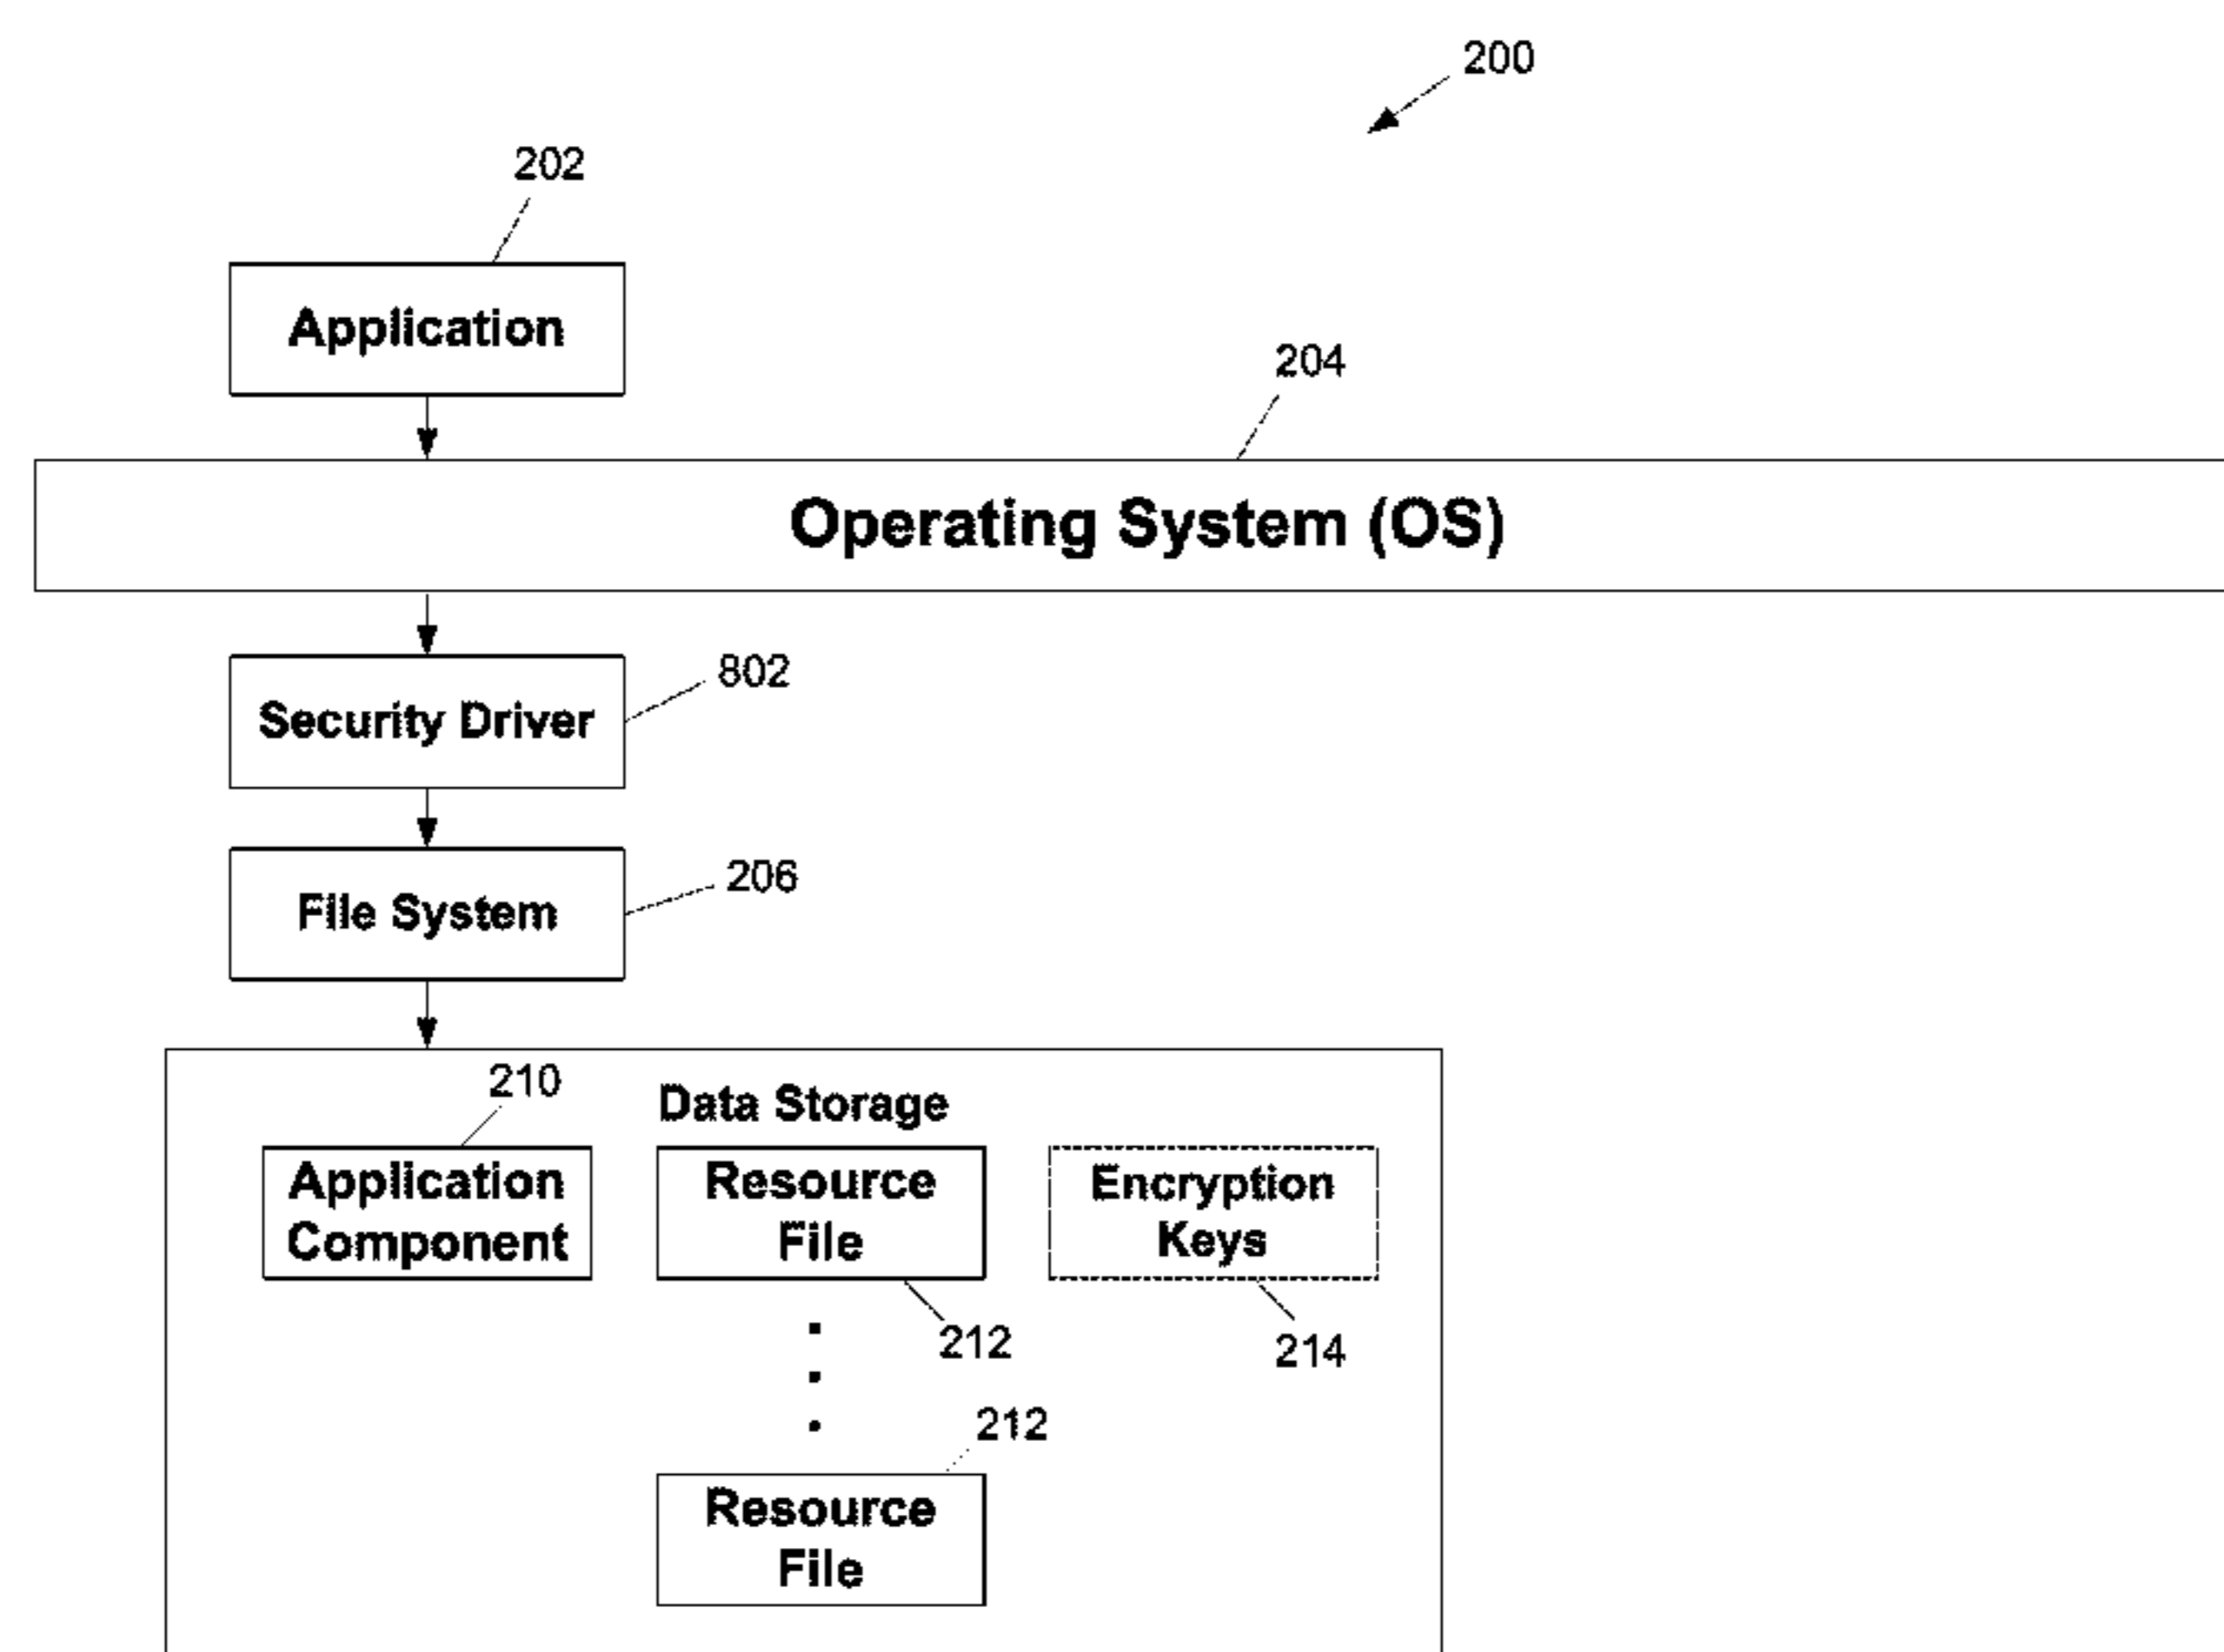 200
202
Application
204
Operating System (OS)
802
Security Driver
206
File System
210
Data Storage
Application
Component
Resource
File
Encryption
Keys
212
214
212
Resource
File